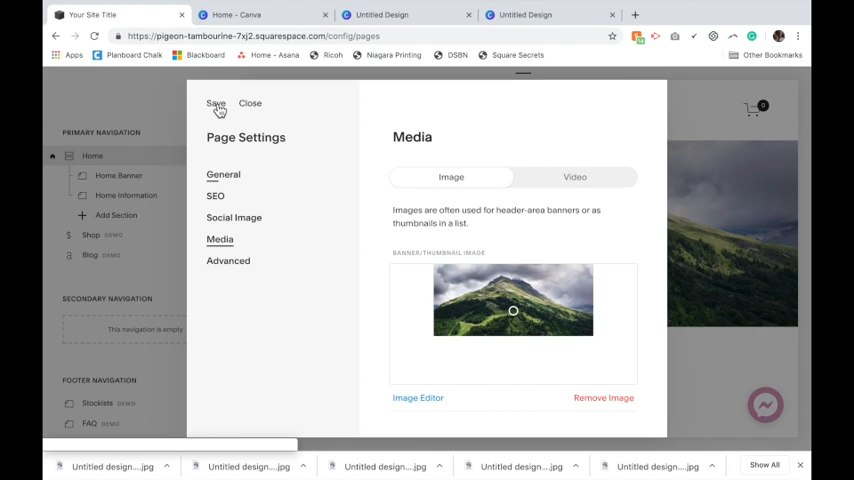 Your Site Title
Home - Canva
Untitled Design
Untitled Design
https://pigeon-tambourine-7xj2.squarespace.com/config/pages
Apps
Planboard Chalk
Blackboard
Home - Asana
Ricoh
Niagara Printing
DSBN
Square Secrets
Other Bookmarks
Save
Close
0
PRIMARY NAVIGATION
Page Settings
Media
Home
General
Image
Video
Home Banner
SEO
Home Information
Images are often used for header-area banners or as
thumbnails in a list.
Add Section
Social Image
Shop DEMO
Media
Blog DEMO
BANNER/THUMBNAIL IMAGE
Advanced
SECONDARY NAVIGATION
This navigation is empty
FOOTER NAVIGATION
Stockists DEMO
Image Editor
Remove Image
FAQ DEMO
Untitled design....jpg
Untitled design....jpg
Untitled design....jpg
Untitled design....jpg
Untitled design....jpg
Show All